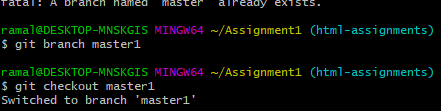 fatal: A branch named 'master' already exists.
ramal@DESKTOP-MNSKGIS MINGW64 ~/Assignment1 (html-assignments)
$ git branch master1
ramal@DESKTOP-MNSKGIS MINGW64 ~/Assignment1 (html-assignments)
$ git checkout master1
Switched to branch 'master1'